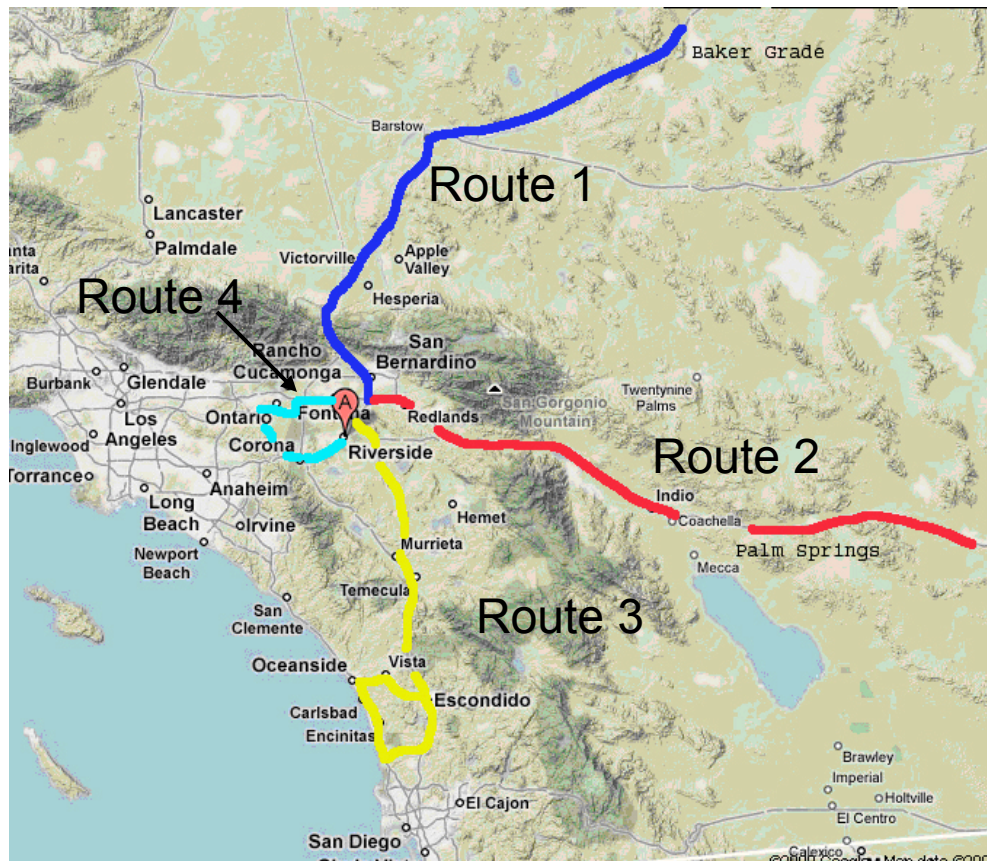 Baker Grade
Barstow
Route 1
Lancaster
Palmdale
anta
arita
Victorville
Apple
Valley
Hesperia
Route 4
Rancho
Cucamonga
San
Bernardino
Burbank
Glendale
Twentynine
Palms
A
Los
Angeles
Ontario
Fontana
Redlands
San Gorgonio
Mountain
Inglewood
Corona
Riverside
Route 2
Torrance
Anaheim
Indio
Coachella
Long
Beach
Irvine
Hemet
Palm Springs
Newport
Beach
Murrieta
Mecca
Temecula
San
Clemente
Route 3
Oceanside
Vista
Carlsbad
Escondido
Encinitas
Brawley
Imperial
Holtville
El Cajon
El Centro
San Diego
Calexico